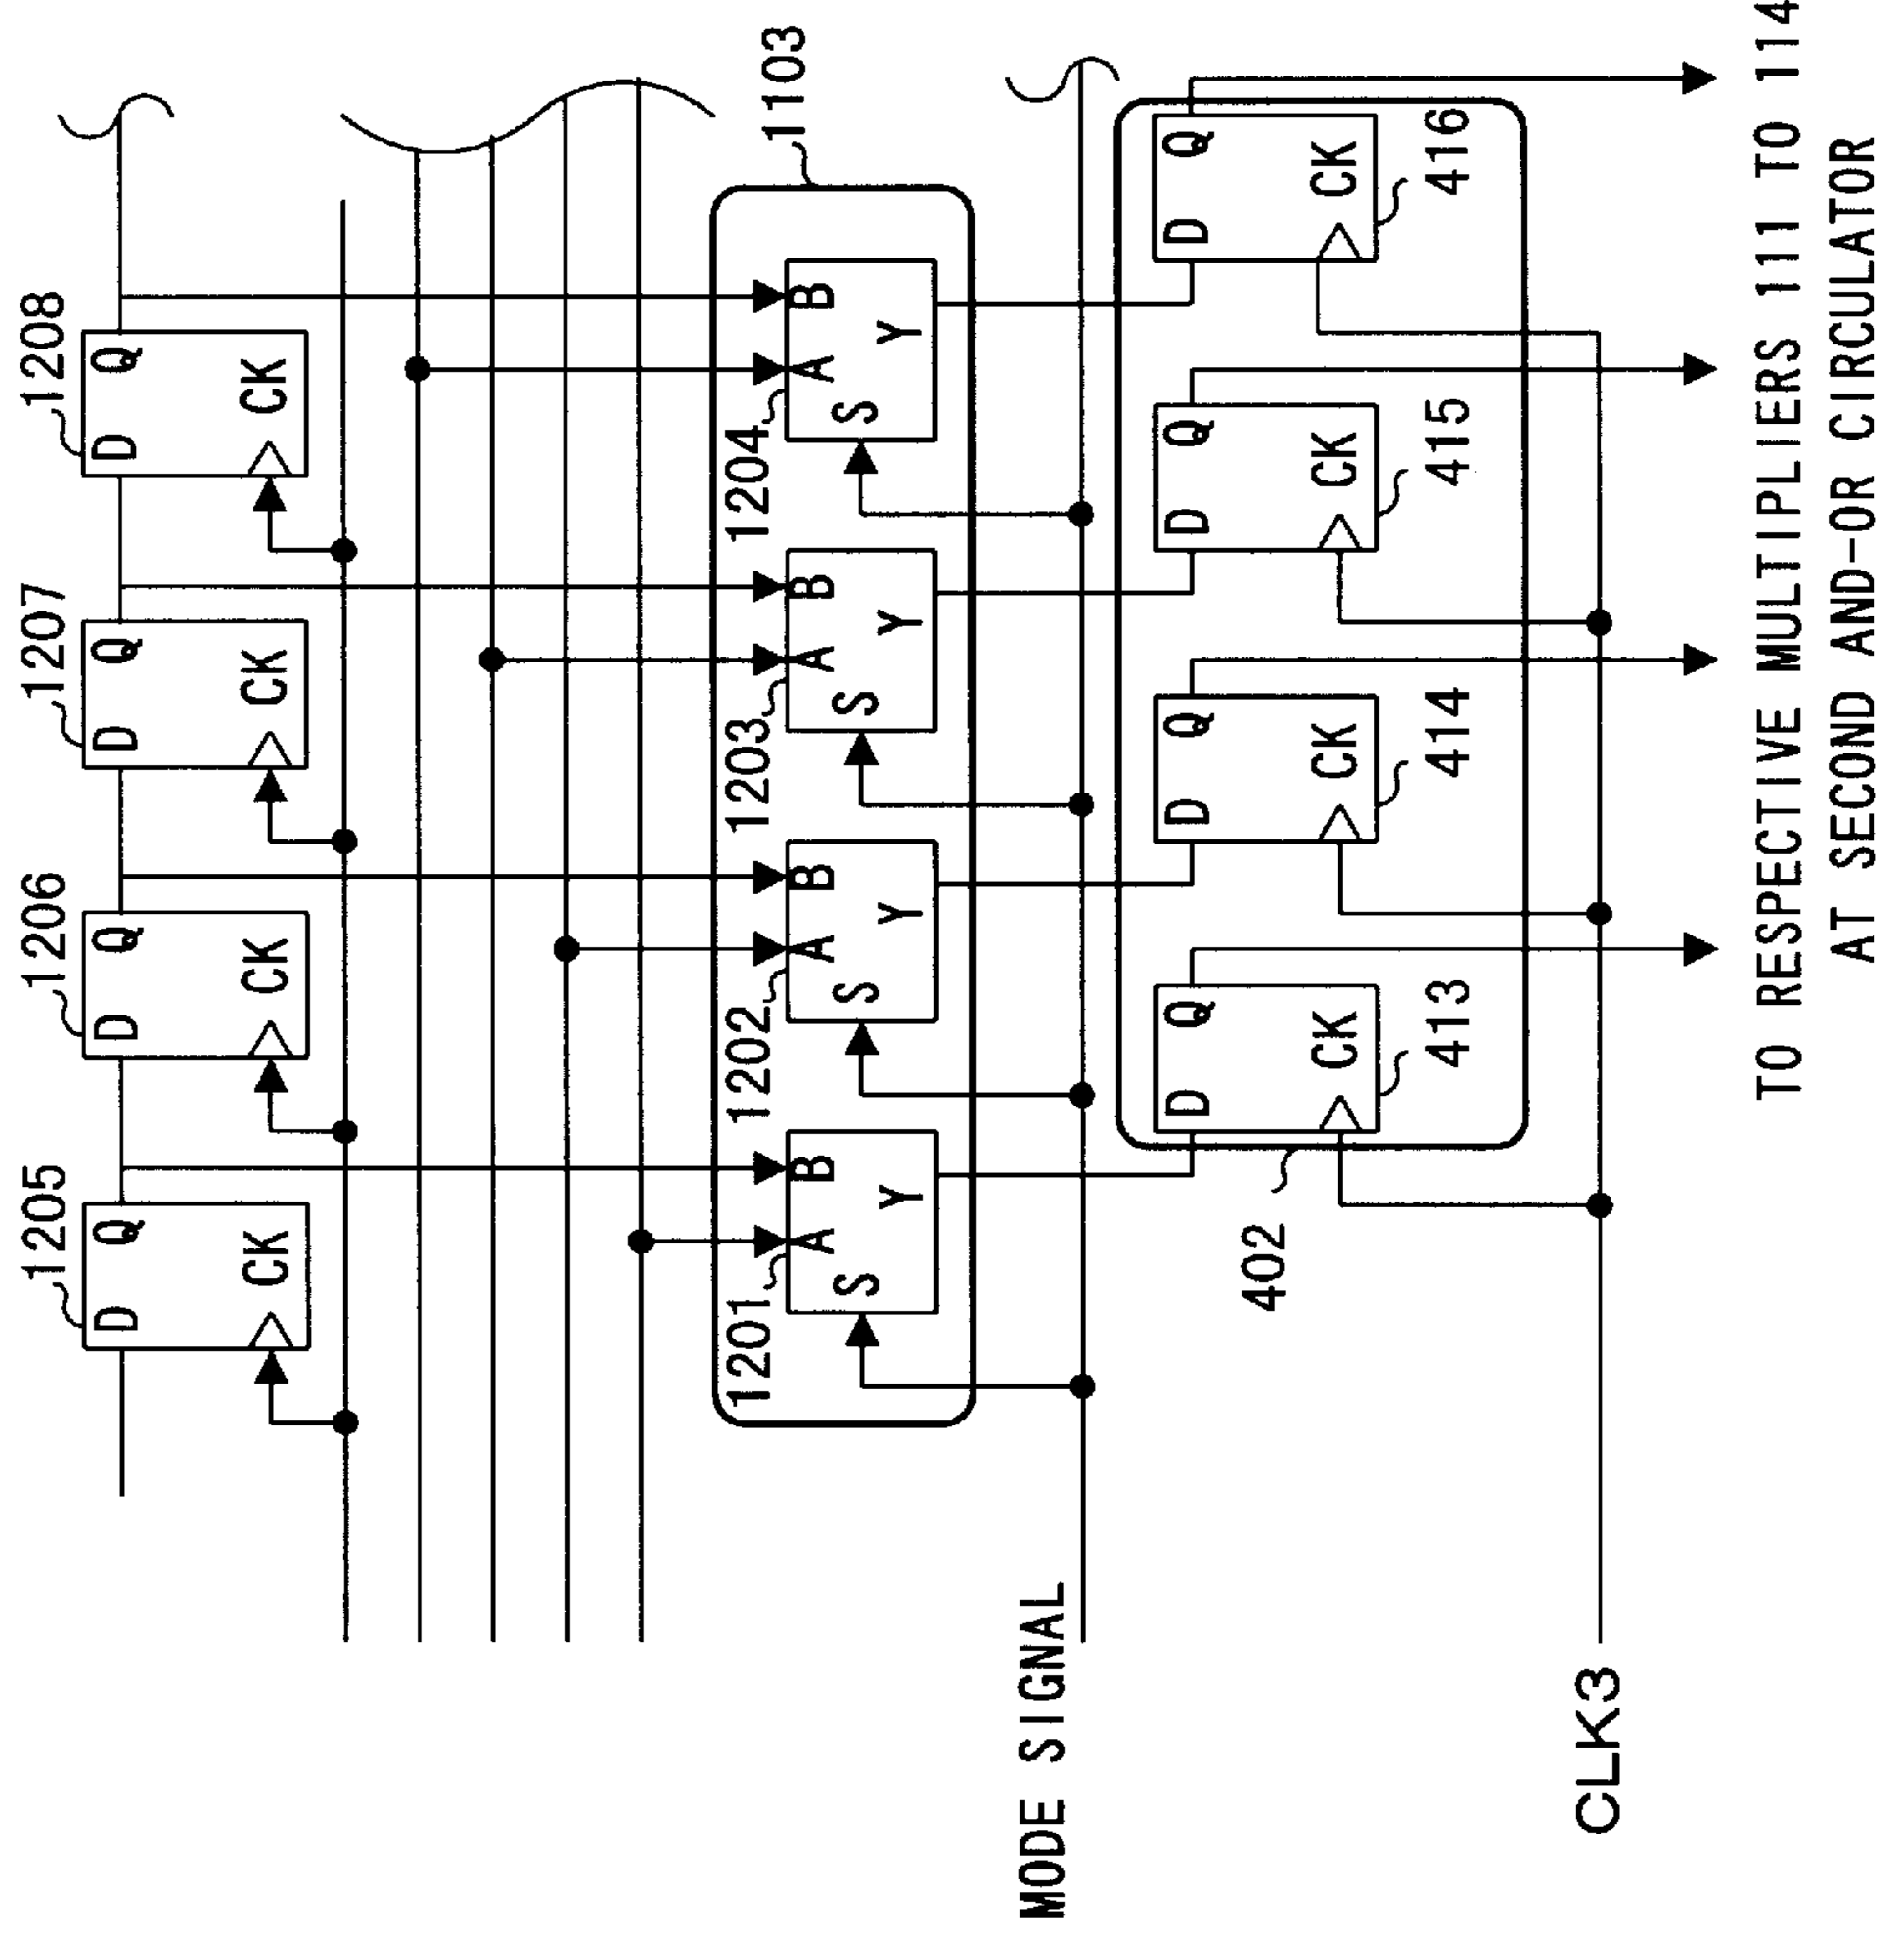 1205 1206 1207 1208
D Q D Q D Q D Q
CK CK CK CK
1201 1202 1203 1204
1103
A B A B A B A B
S S S S
Y Y Y Y
MODE SIGNAL
D Q D Q D Q D Q
402
CK CK CK CK
413 414 415 416
CLK3
TO RESPECTIVE MULTIPLIERS 111 TO 114
AT SECOND AND-OR CIRCULATOR